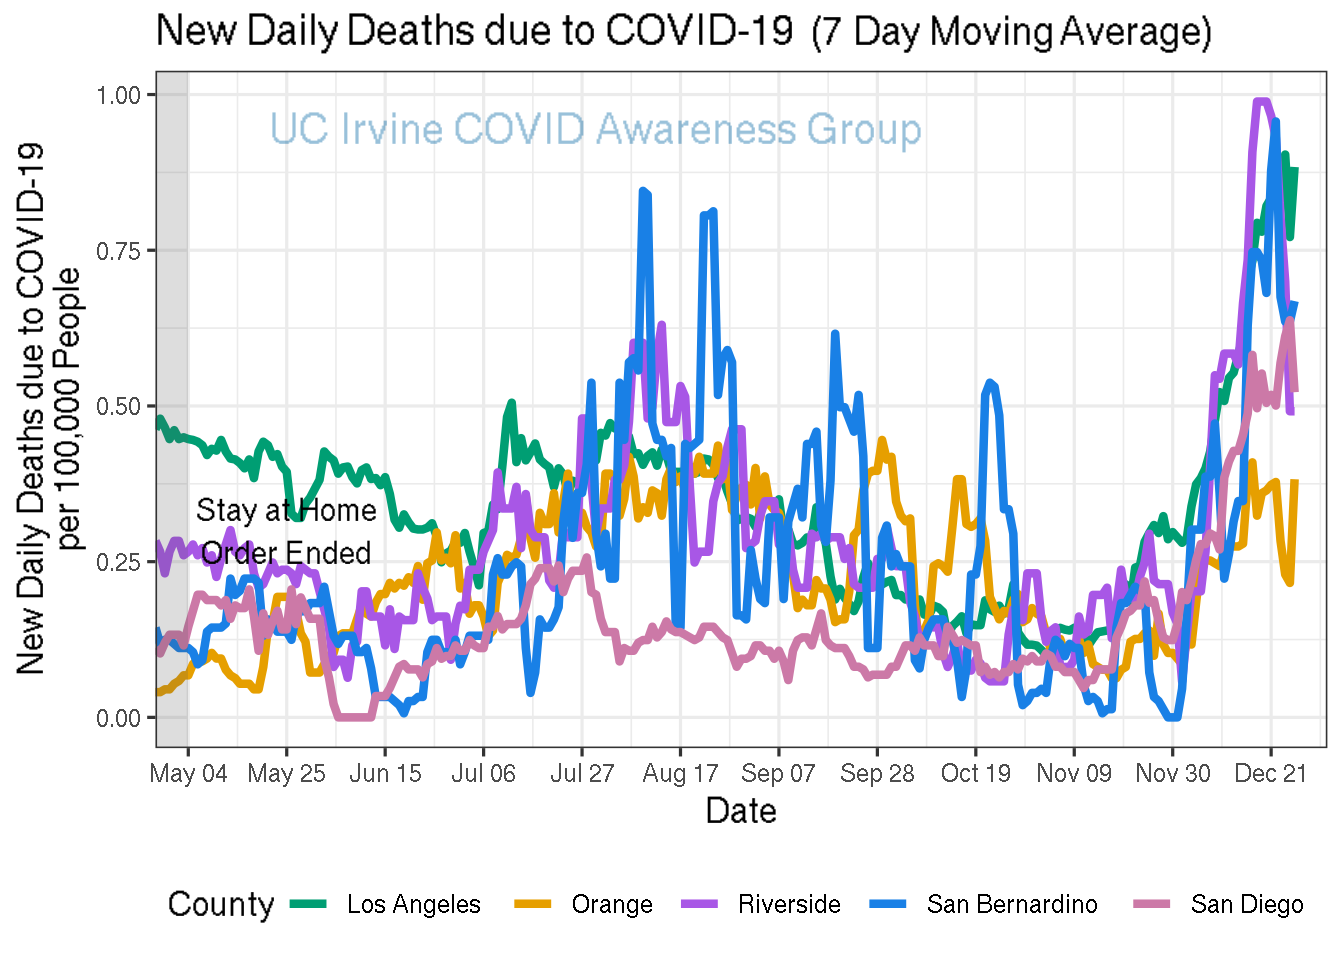 New Daily Deaths due to COVID-19 (7 Day Moving Average)
New Daily Deaths due to COVID-19
per 100,000 People
1.00
0.75
0.50
0.25
0.00
UC Irvine COVID Awareness Group
Stay at Home
Order Ended
May 04 May 25 Jun 15 Jul 06 Jul 27 Aug 17 Sep 07 Sep 28 Oct 19 Nov 09 Nov 30 Dec 21
Date
County Los Angeles Orange Riverside San Bernardino San Diego